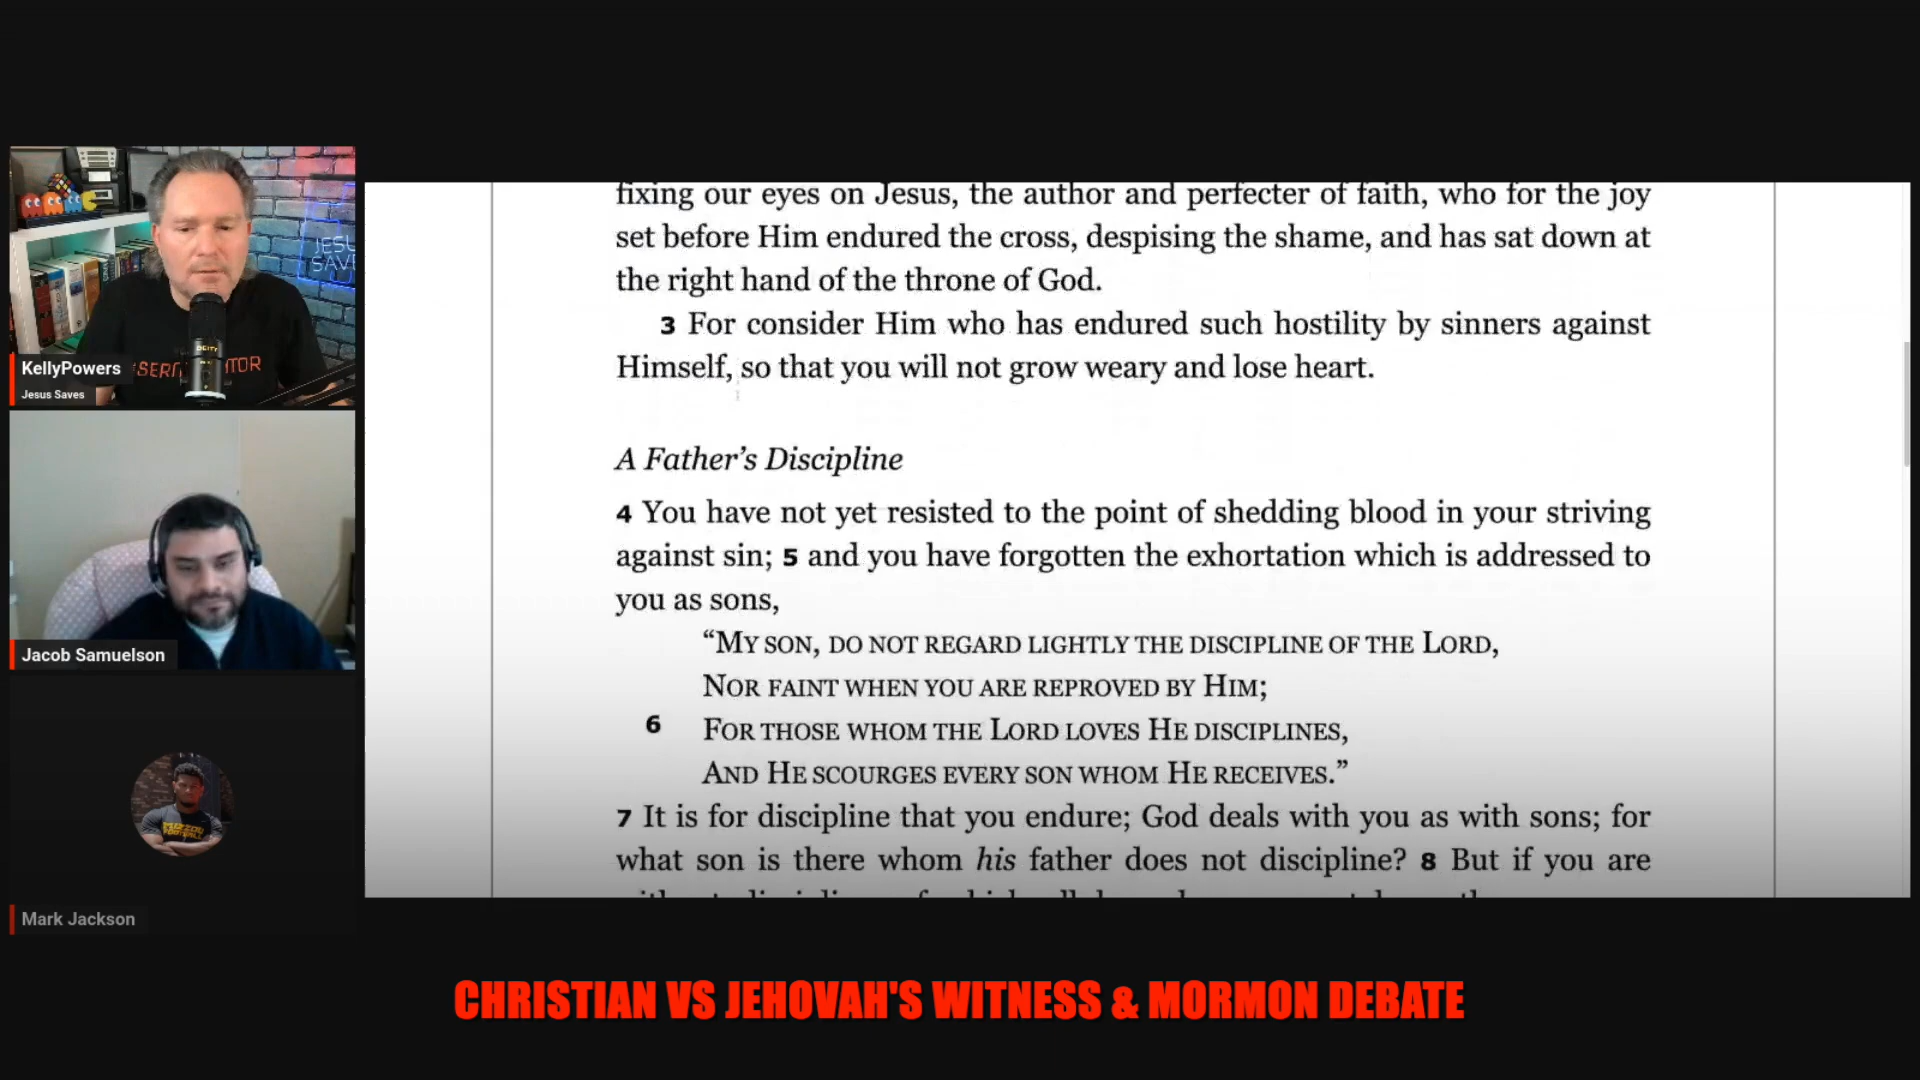 JESU
SAV
DEITY
KellyPowers
Jesus Saves
Jacob Samuelson
MIZZOU
FOOTBALL
Mark Jackson
fixing our eyes on Jesus, the author and perfecter of faith, who for the joy
set before Him endured the cross, despising the shame, and has sat down at
the right hand of the throne of God.
3 For consider Him who has endured such hostility by sinners against
Himself, so that you will not grow weary and lose heart.
A Father’s Discipline
4 You have not yet resisted to the point of shedding blood in your striving
against sin; 5 and you have forgotten the exhortation which is addressed to
you as sons,
“MY SON, DO NOT REGARD LIGHTLY THE DISCIPLINE OF THE LORD,
NOR FAINT WHEN YOU ARE REPROVED BY HIM;
6 FOR THOSE WHOM THE LORD LOVES HE DISCIPLINES,
AND HE SCOURGES EVERY SON WHOM HE RECEIVES.”
7 It is for discipline that you endure; God deals with you as with sons; for
what son is there whom his father does not discipline? 8 But if you are
CHRISTIAN VS JEHOVAH'S WITNESS & MORMON DEBATE